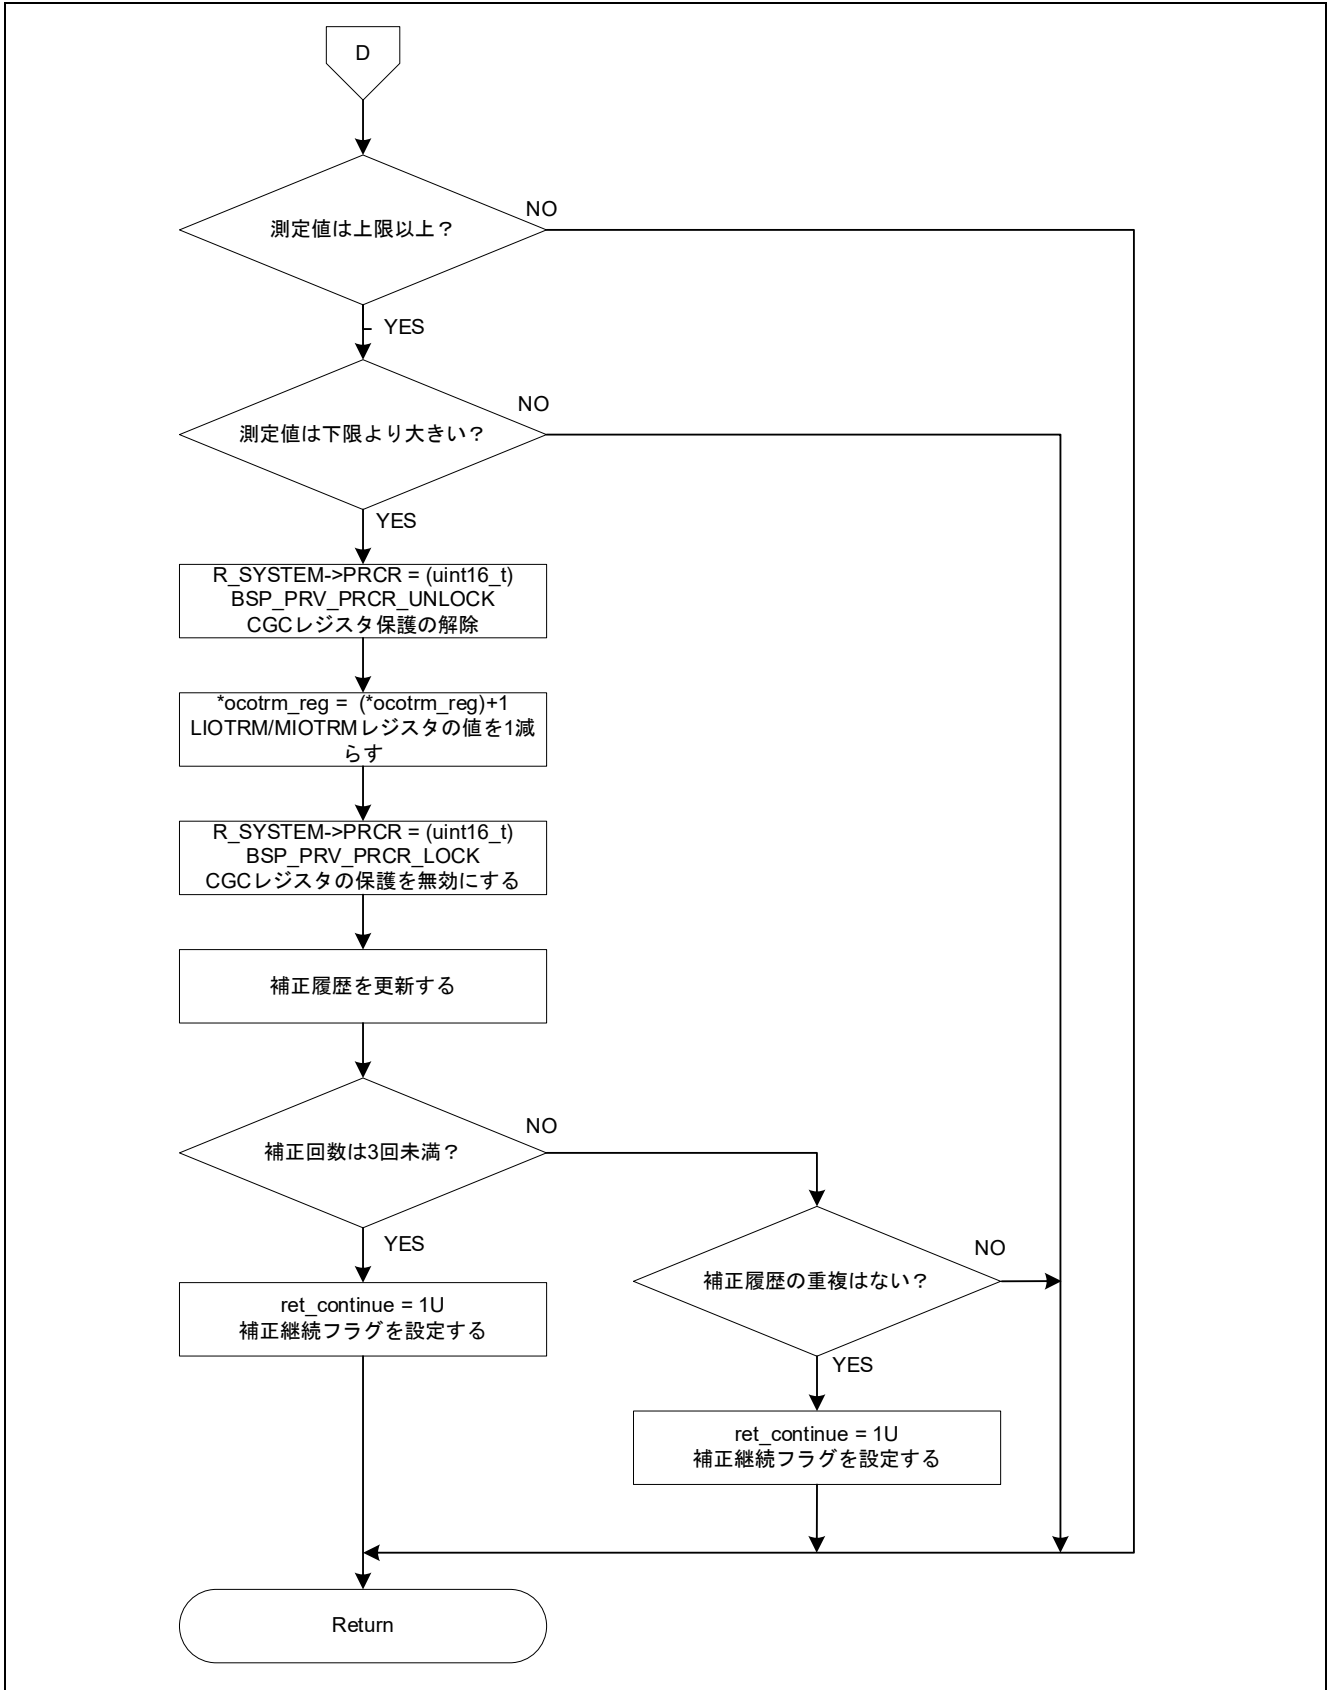 D
測定値は上限以上？
NO
YES
測定値は下限より大きい？
NO
YES
R_SYSTEM->PRCR = (uint16_t)
BSP_PRV_PRCR_UNLOCK
CGCレジスタ保護の解除
*ocotrm_reg = (*ocotrm_reg)+1
LIOTRM/MIOTRMレジスタの値を1減
らす
R_SYSTEM->PRCR = (uint16_t)
BSP_PRV_PRCR_LOCK
CGCレジスタの保護を無効にする
補正履歴を更新する
補正回数は3回未満？
NO
YES
補正履歴の重複はない？
NO
YES
ret_continue = 1U
補正継続フラグを設定する
ret_continue = 1U
補正継続フラグを設定する
Return